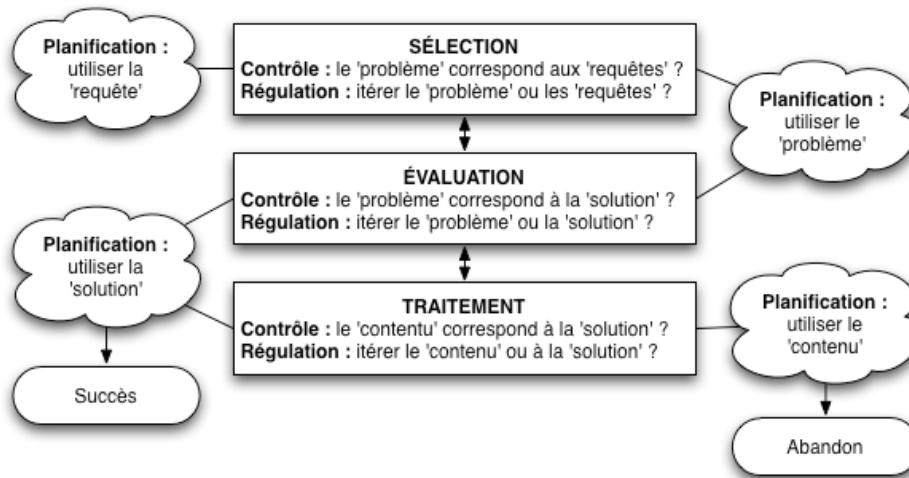 Planification :
utiliser la
'requête'
SÉLECTION
Contrôle : le 'problème' correspond aux 'requêtes' ?
Régulation : itérer le 'problème' ou les 'requêtes' ?
Planification :
utiliser le
'problème'
ÉVALUATION
Contrôle : le 'problème' correspond à la 'solution' ?
Régulation : itérer le 'problème' ou la 'solution' ?
Planification :
utiliser la
'solution'
TRAITEMENT
Contrôle : le 'contentu' correspond à la 'solution' ?
Régulation : itérer le 'contenu' ou à la 'solution' ?
Planification :
utiliser le
'contenu'
Succès
Abandon